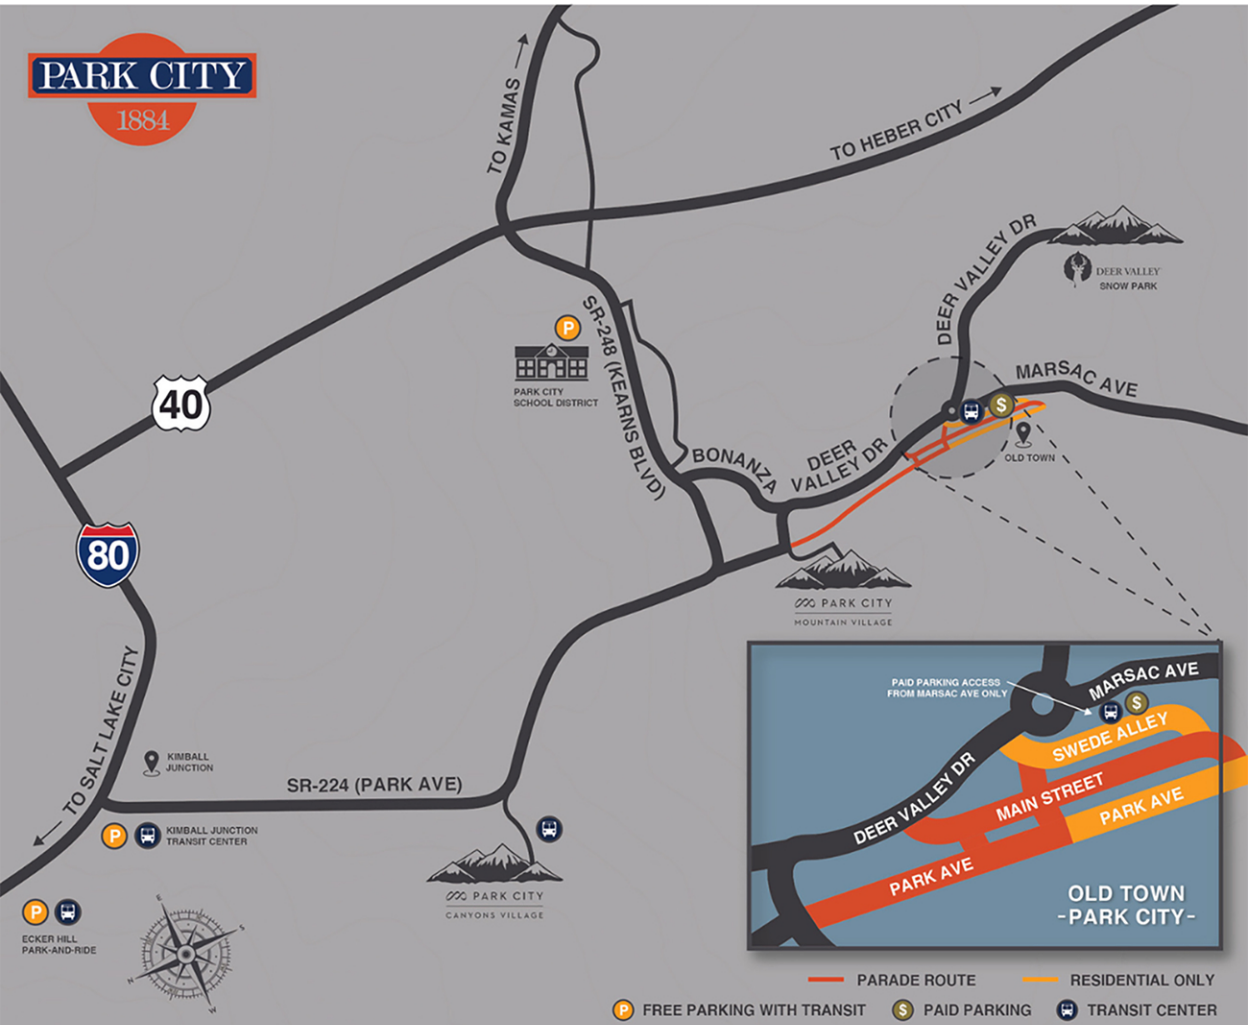 PARK CITY
1884
TO KAMAS
TO HEBER CITY
DEER VALLEY DR
DEER VALLEY
SNOW PARK
MARSAC AVE
P
PARK CITY
SCHOOL DISTRICT
SR-248 (KEARNS BLVD)
40
$
OLD TOWN
BONANZA
DEER
VALLEY DR
80
PARK CITY
MOUNTAIN VILLAGE
TO SALT LAKE CITY
KIMBALL
JUNCTION
SR-224 (PARK AVE)
P
KIMBALL JUNCTION
TRANSIT CENTER
PARK CITY
CANYONS VILLAGE
P
ECKER HILL
PARK-AND-RIDE
E
S
N
W
PAID PARKING ACCESS
FROM MARSAC AVE ONLY
MARSAC AVE
$
SWEDE ALLEY
DEER VALLEY DR
MAIN STREET
PARK AVE
PARK AVE
OLD TOWN
-PARK CITY-
PARADE ROUTE
RESIDENTIAL ONLY
P FREE PARKING WITH TRANSIT
$ PAID PARKING
TRANSIT CENTER